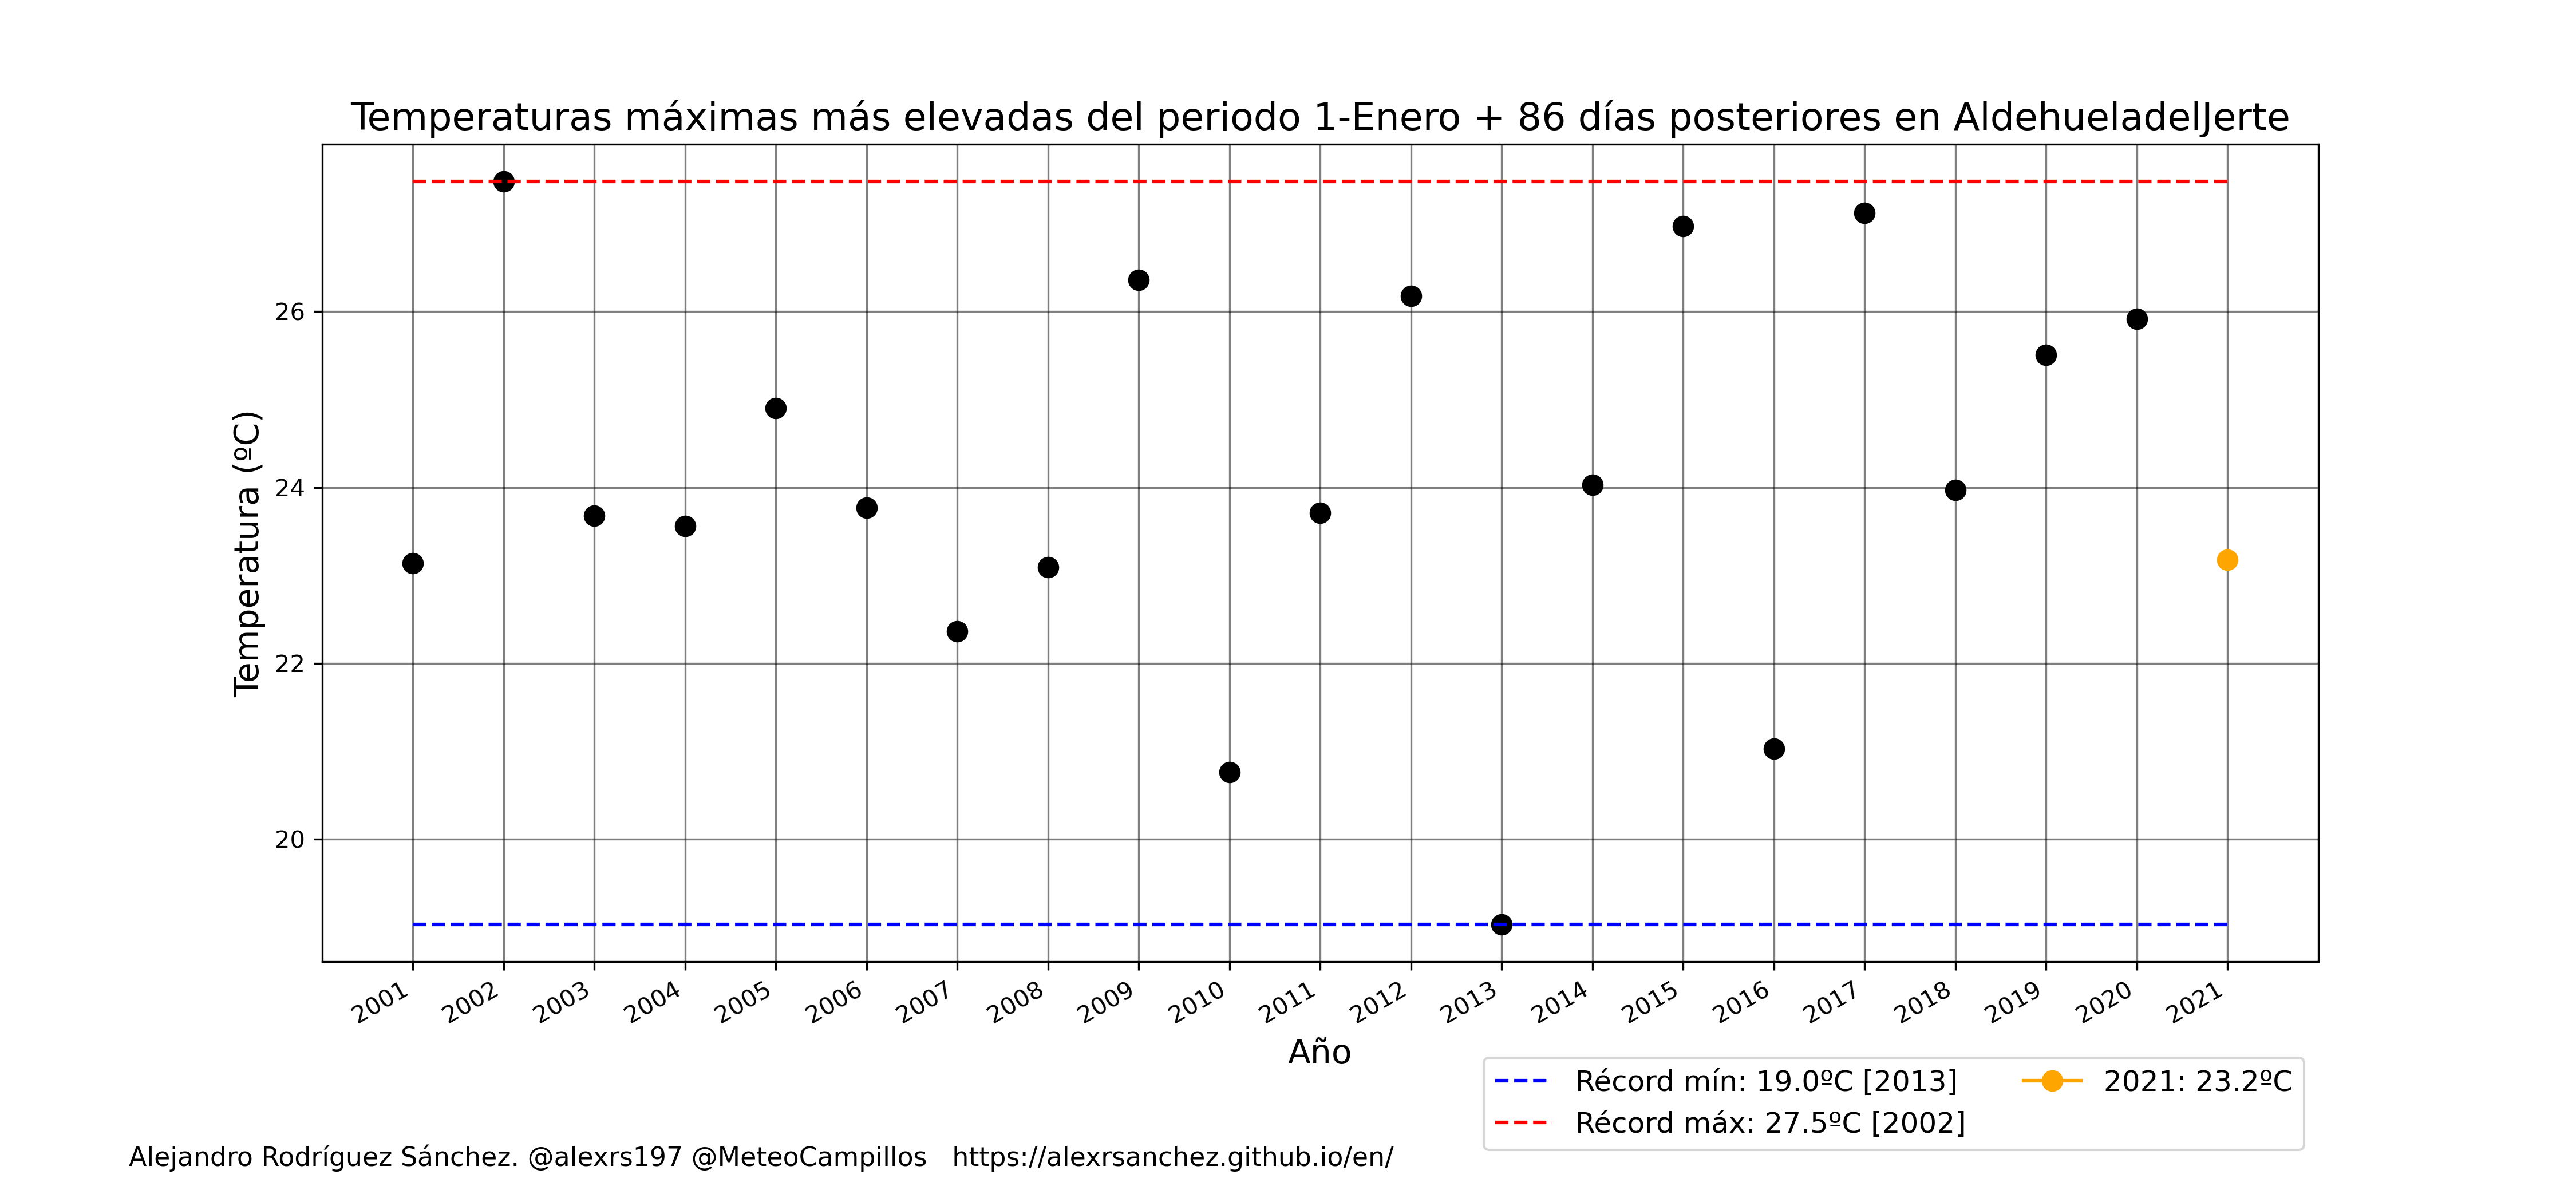 Temperaturas máximas más elevadas del periodo 1-Enero + 86 días posteriores en AldehueladelJerte
Temperatura (ºC)
26
24
22
20
2001 2002 2003 2004 2005 2006 2007 2008 2009 2010 2011 2012 2013 2014 2015 2016 2017 2018 2019 2020 2021
Año
Récord mín: 19.0ºC [2013] 2021: 23.2ºC
Récord máx: 27.5ºC [2002]
Alejandro Rodríguez Sánchez. @alexrs197 @MeteoCampillos https://alexrsanchez.github.io/en/